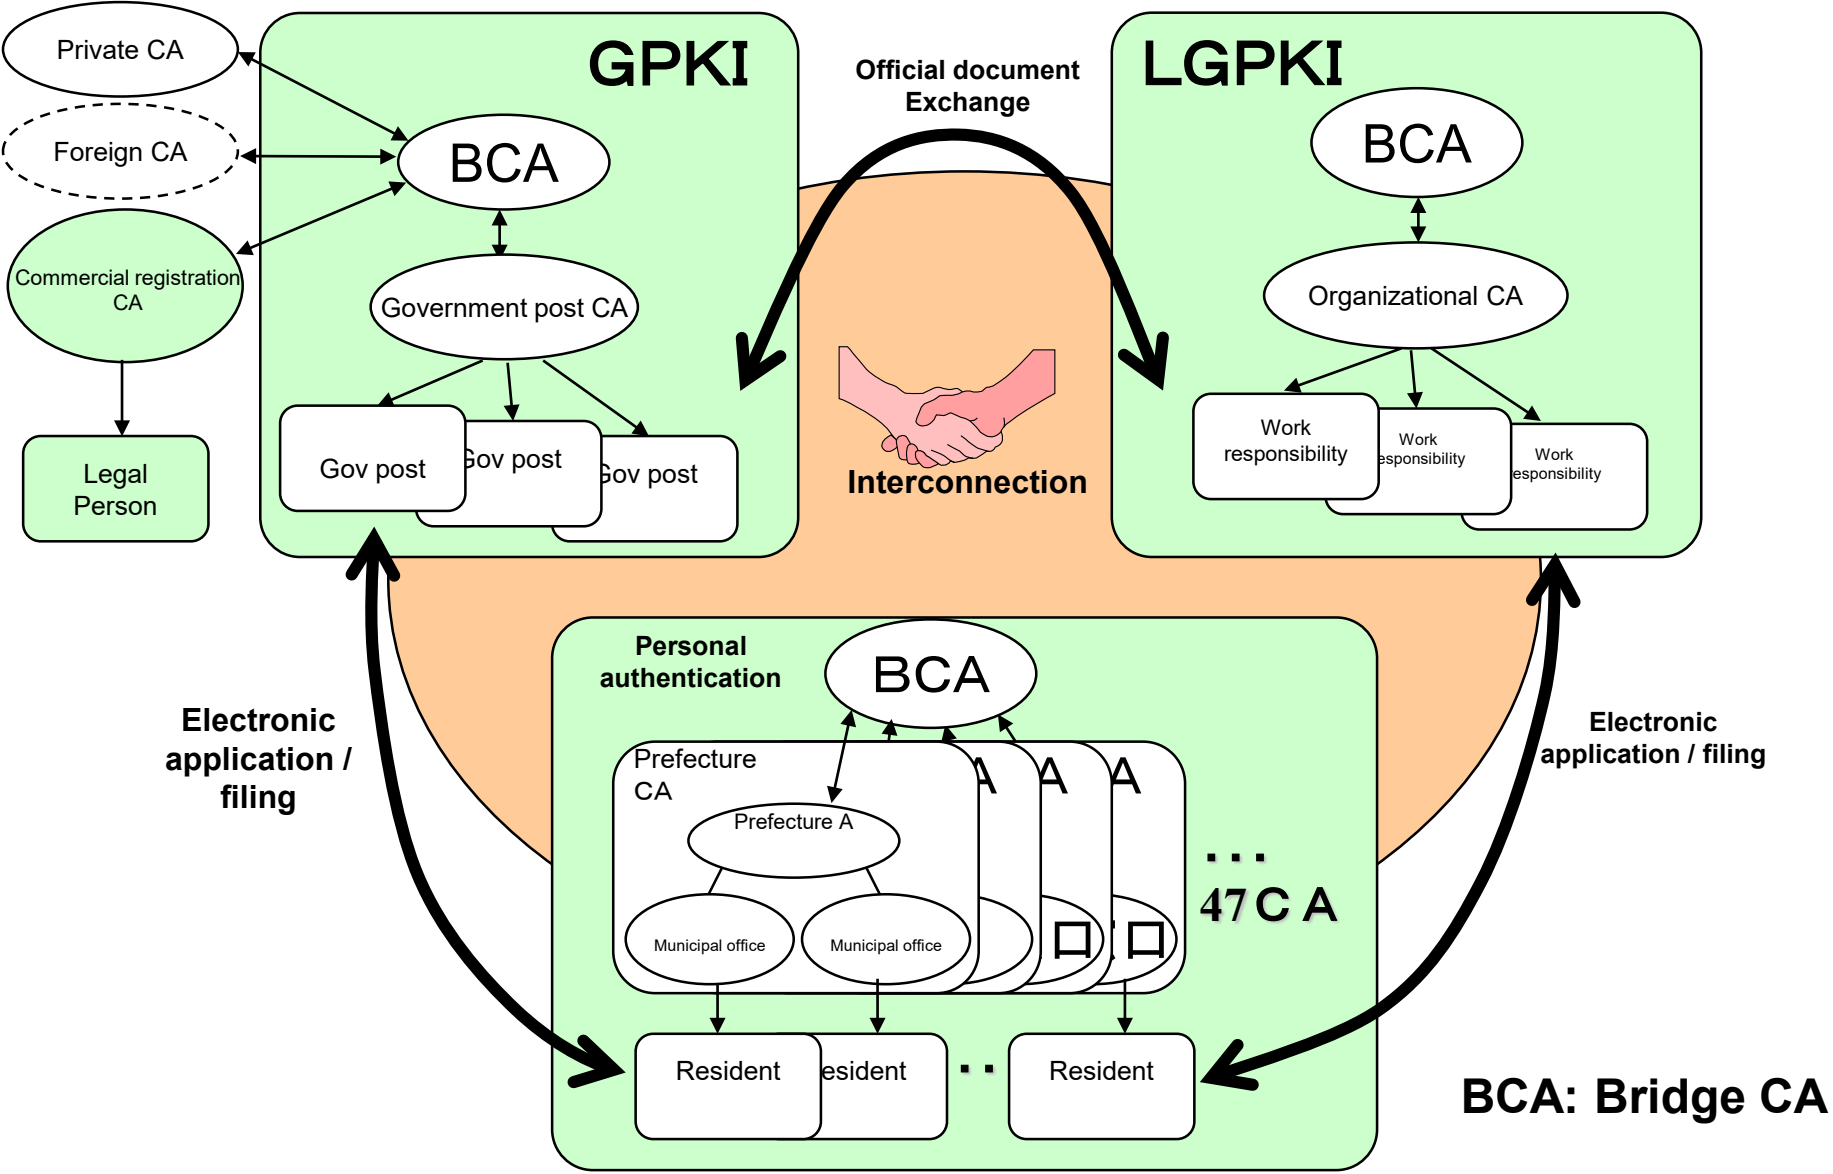 Private CA
Foreign CA
Commercial registration
CA
Legal
Person
GPKI
BCA
Government post CA
Gov post
Gov post
Gov post
Official document
Exchange
Interconnection
LGPKI
BCA
Organizational CA
Work
responsibility
Work
esponsibility
Work
esponsibility
Electronic
application /
filing
Personal
authentication
BCA
Prefecture
CA
A
A
A
Prefecture A
Municipal office
Municipal office
口
口
...
47ＣＡ
Resident
esident
..
Resident
Electronic
application / filing
BCA: Bridge CA